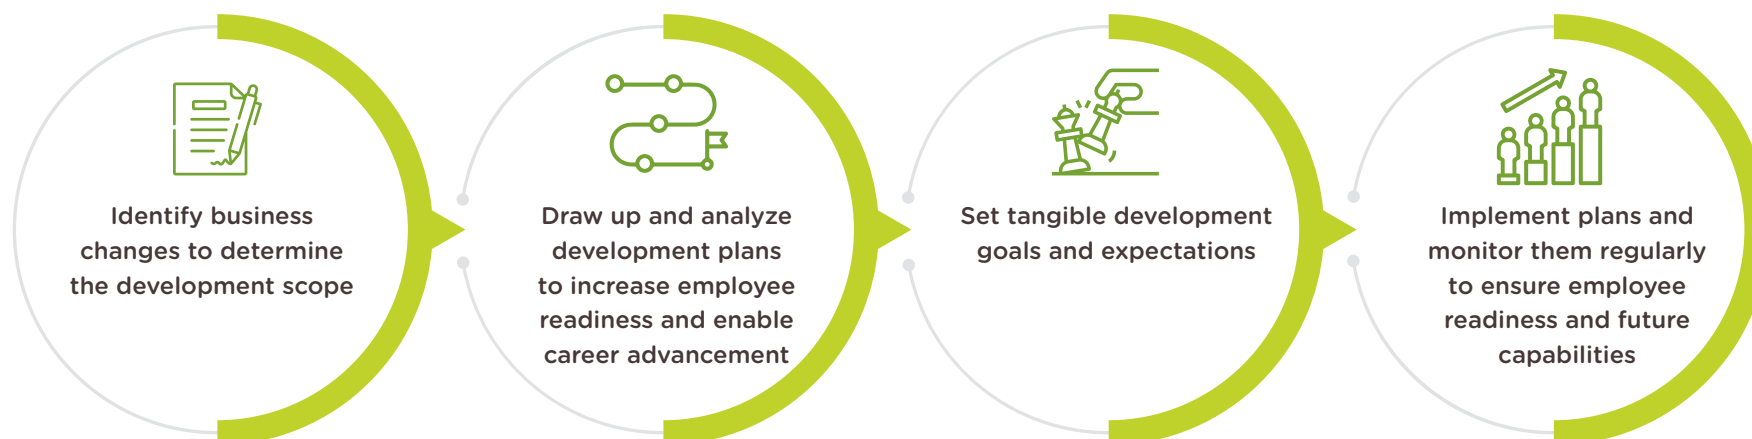 Identify business
changes to determine
the development scope
Draw up and analyze
development plans
to increase employee
readiness and enable
career advancement
Set tangible development
goals and expectations
Implement plans and
monitor them regularly
to ensure employee
readiness and future
capabilities